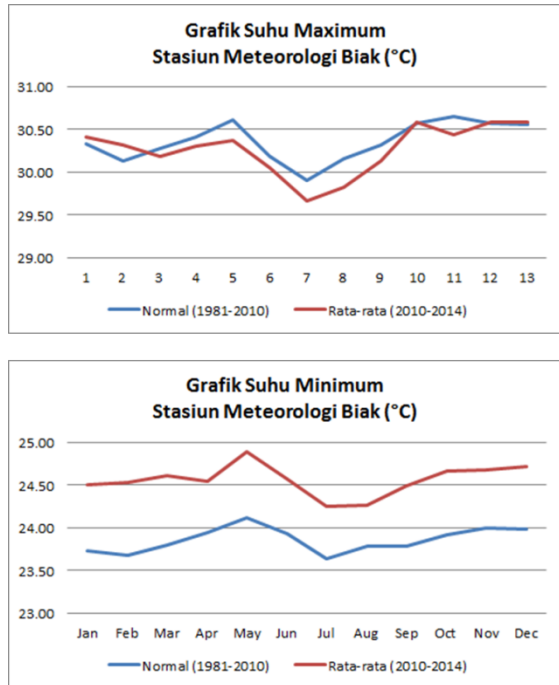 Grafik Suhu Maximum
Stasiun Meteorologi Biak (°C)
31.00
30.50
30.00
29.50
29.00
1 2 3 4 5 6 7 8 9 10 11 12 13
Normal (1981-2010) Rata-rata (2010-2014)
Grafik Suhu Minimum
Stasiun Meteorologi Biak (°C)
25.00
24.50
24.00
23.50
23.00
Jan Feb Mar Apr May Jun Jul Aug Sep Oct Nov Dec
Normal (1981-2010) Rata-rata (2010-2014)